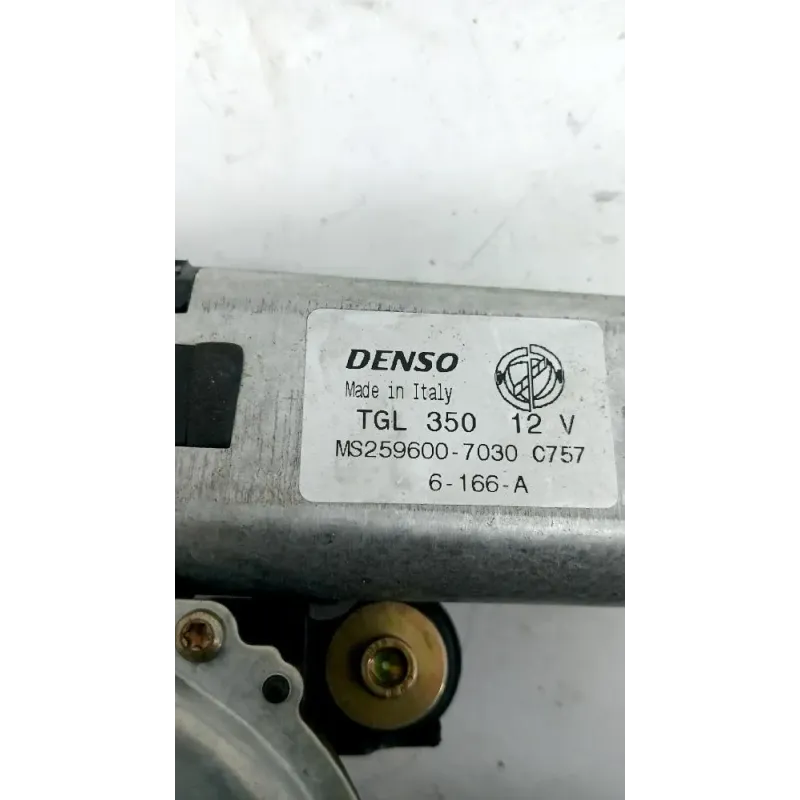 DENSO
Made in Italy
TGL 350 12 V
MS259600-7030 C757
6-166-A